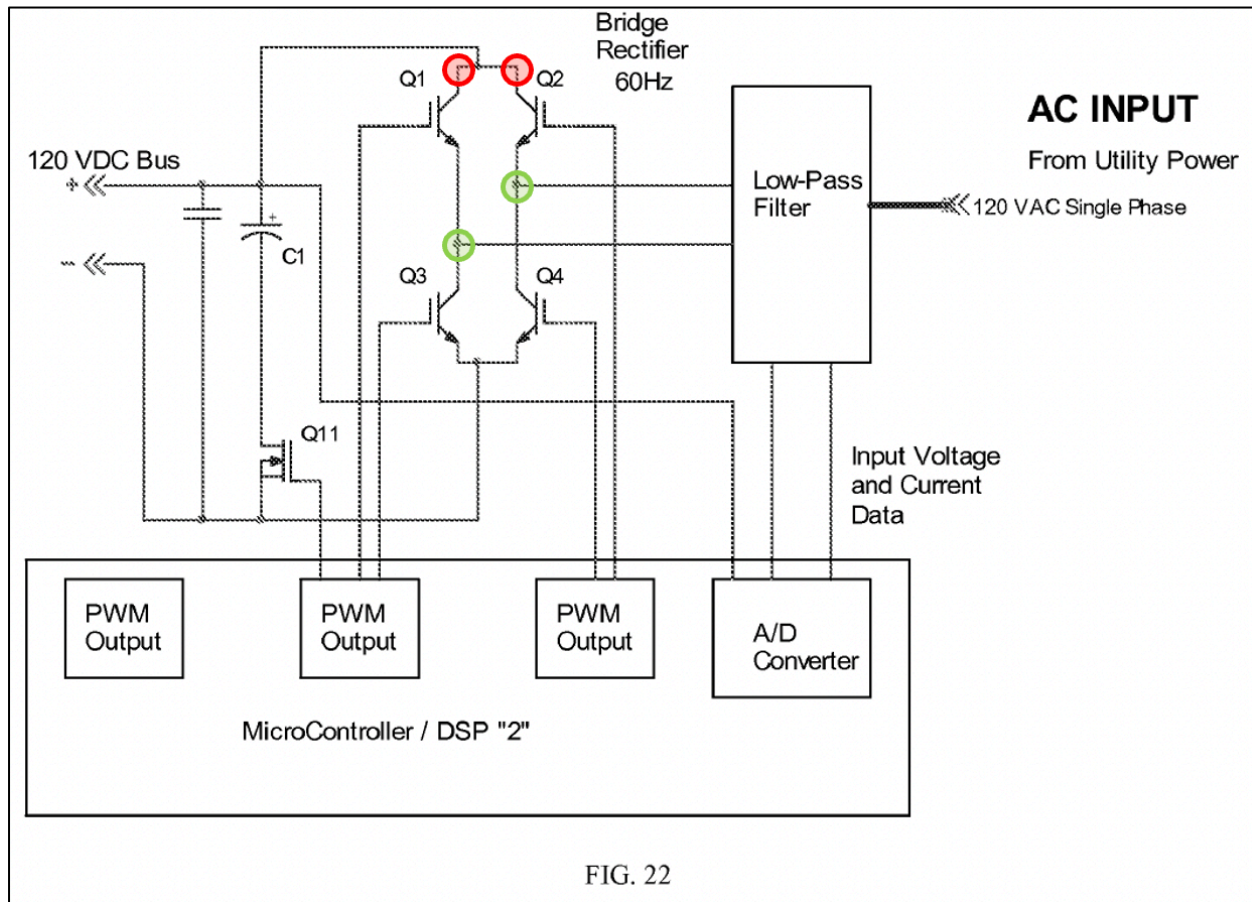 Bridge
Rectifier
60Hz
Q1
Q2
AC INPUT
From Utility Power
120 VDC Bus
+
Low-Pass
Filter
120 VAC Single Phase
+
C1
–
Q3
Q4
Q11
Input Voltage
and Current
Data
PWM
Output
PWM
Output
PWM
Output
A/D
Converter
MicroController / DSP "2"
FIG. 22